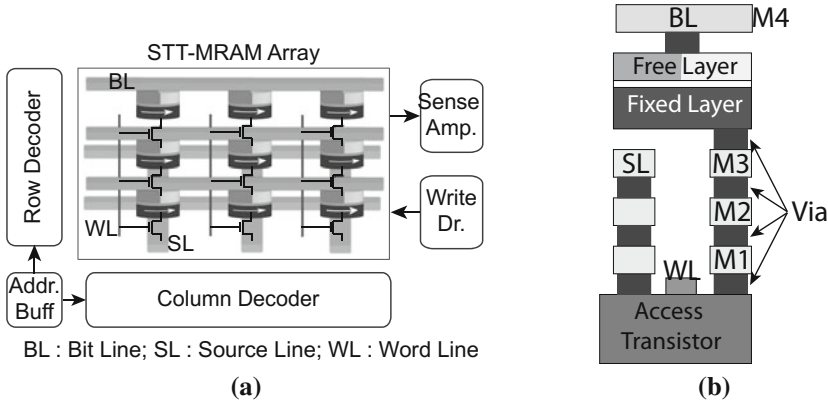 STT-MRAM Array
Row Decoder
BL
WL
SL
Sense
Amp.
Write
Dr.
Addr.
Buff
Column Decoder
BL : Bit Line; SL : Source Line; WL : Word Line
(a)
BL
M4
Free Layer
Fixed Layer
SL
M3
M2
M1
Via
WL
Access
Transistor
(b)